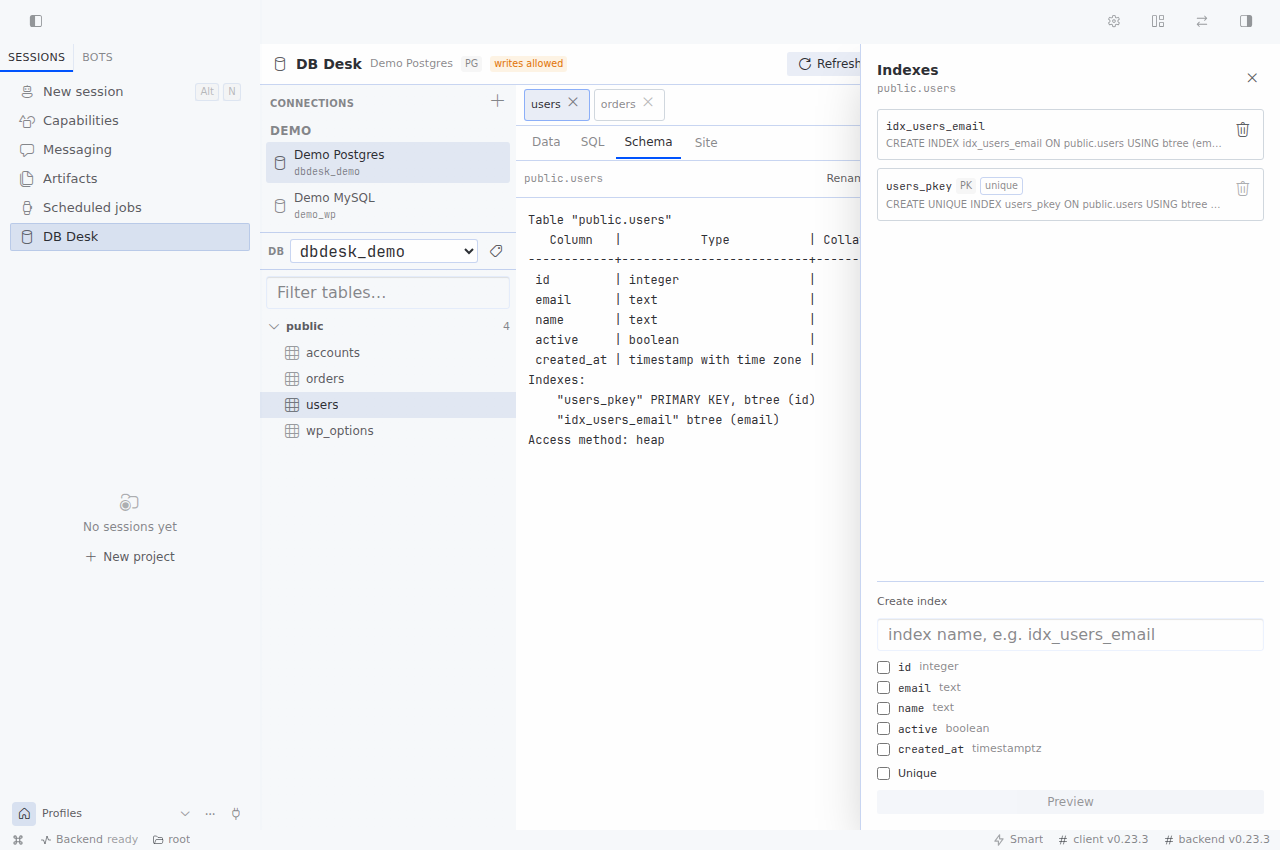 SESSIONS BOTS
New session Alt N
Capabilities
Messaging
Artifacts
Scheduled jobs
DB Desk
No sessions yet
New project
Profiles
Backend ready root
DB Desk Demo Postgres PG writes allowed Refresh
CONNECTIONS
DEMO
Demo Postgres
dbdesk_demo
Demo MySQL
demo_wp
DB dbdesk_demo
Filter tables...
public 4
accounts
orders
users
wp_options
users orders
Data SQL Schema Site
public.users Renam
Table "public.users"
Column | Type | Colla
------------+--------------------------+------
id | integer |
email | text |
name | text |
active | boolean |
created_at | timestamp with time zone |
Indexes:
"users_pkey" PRIMARY KEY, btree (id)
"idx_users_email" btree (email)
Access method: heap
Indexes
public.users
idx_users_email
CREATE INDEX idx_users_email ON public.users USING btree (em...
users_pkey PK unique
CREATE UNIQUE INDEX users_pkey ON public.users USING btree ...
Create index
index name, e.g. idx_users_email
id integer
email text
name text
active boolean
created_at timestamptz
Unique
Preview
Smart # client v0.23.3 # backend v0.23.3